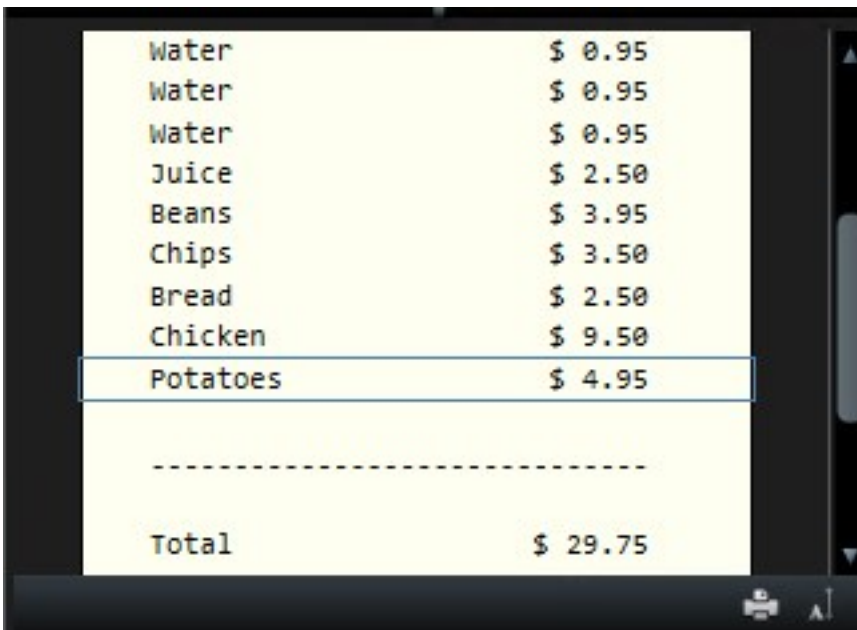 Water $ 0.95
Water $ 0.95
Water $ 0.95
Juice $ 2.50
Beans $ 3.95
Chips $ 3.50
Bread $ 2.50
Chicken $ 9.50
Potatoes $ 4.95
------------------------------
Total $ 29.75
A